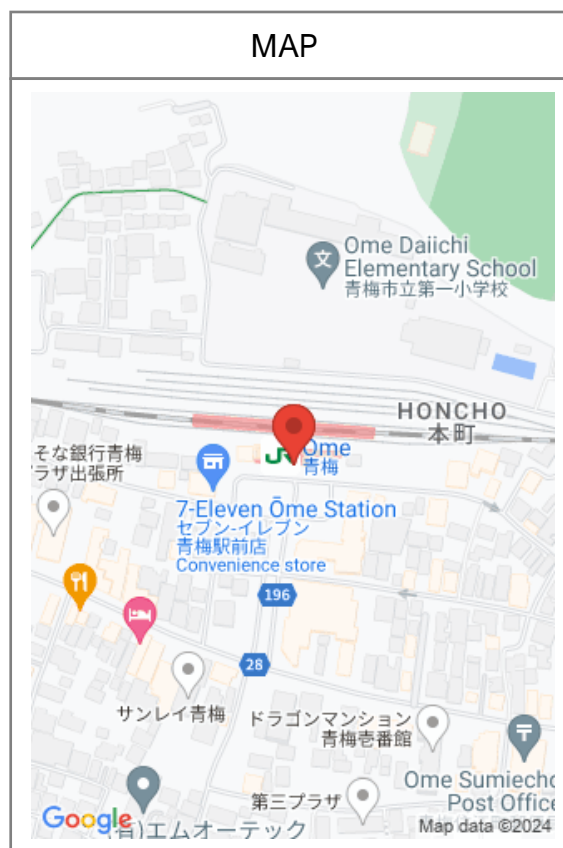 MAP
Ome Daiichi
Elementary School
青梅市立第一小学校
文
HONCHO
本町
JR
Ome
青梅
そな銀行青梅
ラザ出張所
7-Eleven Ōme Station
セブン-イレブン
青梅駅前店
Convenience store
196
28
サンレイ青梅
ドラゴンマンション
青梅壱番館
〒
Ome Sumiecho
Post Office
第三プラザ
Google
(有)エムオーテック
Map data ©2024